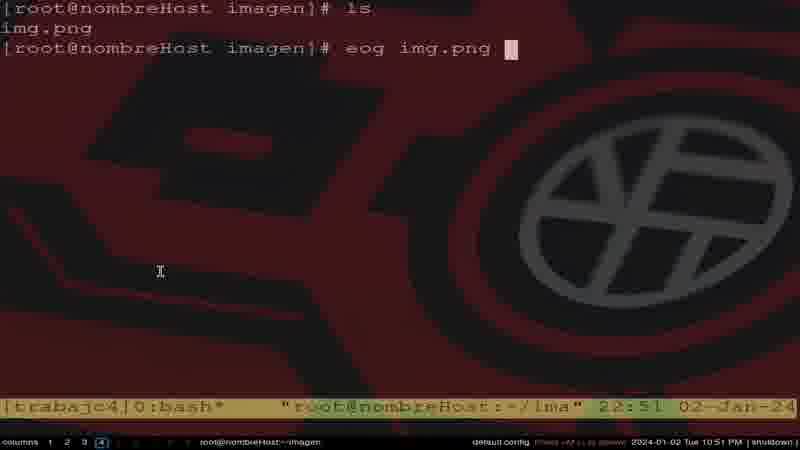 [root@nombreHost imagen]# ls
img.png
[root@nombreHost imagen]# eog img.png
[trabajc4]0:bash* "root@nombreHost:~/ima" 22:51 02-Jan-24
columns 1 2 3 4 root@nombreHost:~/imagen default.config 2024-01-02 Tue 10:51 PM | shutdown |